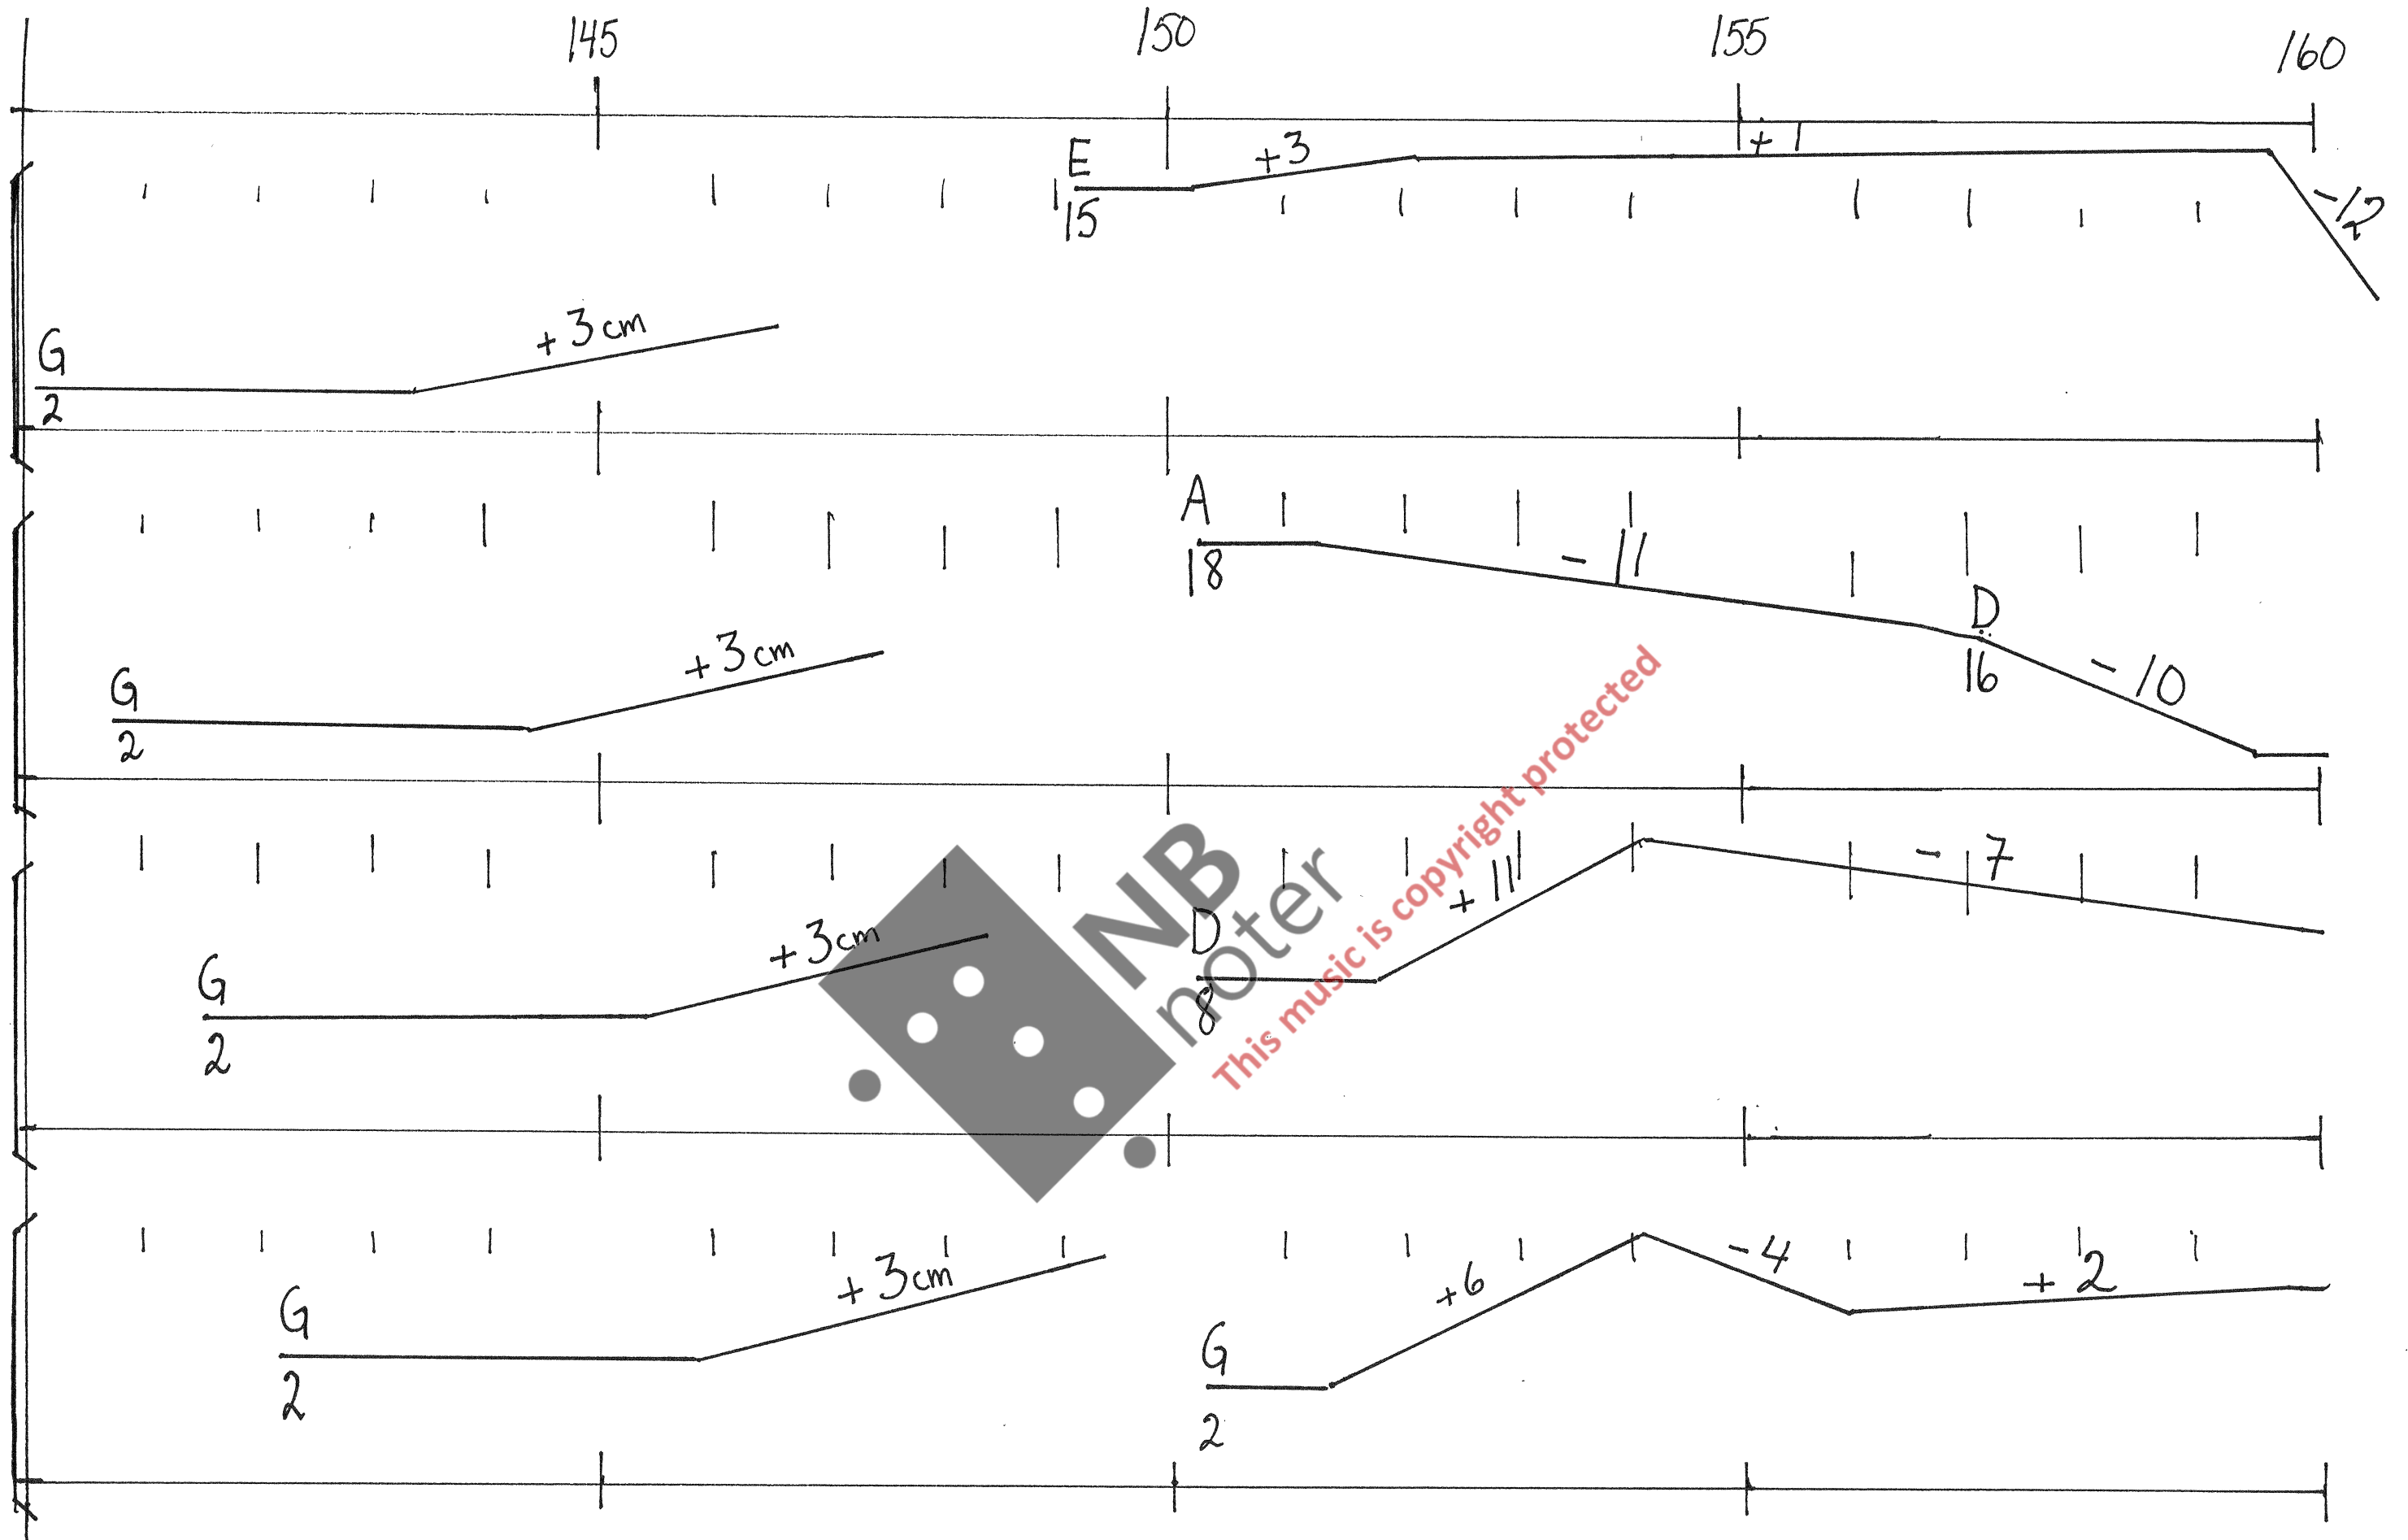 145 150 155 160
E +3 +1
15 -12
G +3cm
2
A -11
18
D
16 -10
G +3cm
2
D +11 -7
8
G +3cm
2
NB
noter
This music is copyright protected
G +3cm
2
G +6 -4 +2
2